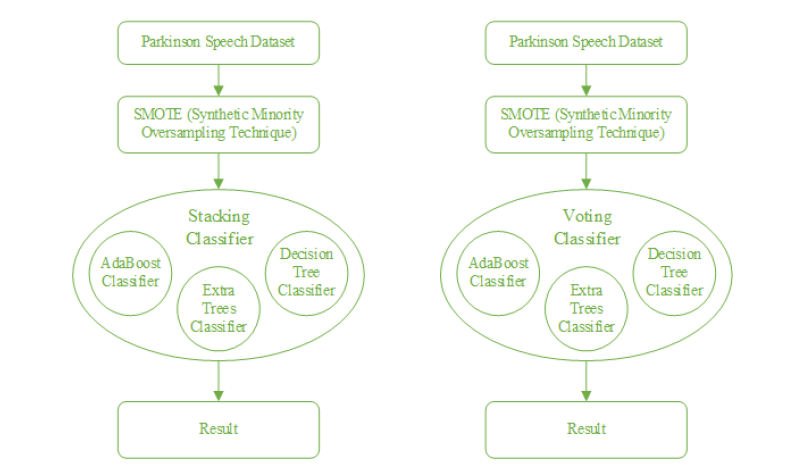 Parkinson Speech Dataset
SMOTE (Synthetic Minority
Oversampling Technique)
Stacking
Classifier
AdaBoost
Classifier
Extra
Trees
Classifier
Decision
Tree
Classifier
Result
Parkinson Speech Dataset
SMOTE (Synthetic Minority
Oversampling Technique)
Voting
Classifier
AdaBoost
Classifier
Extra
Trees
Classifier
Decision
Tree
Classifier
Result